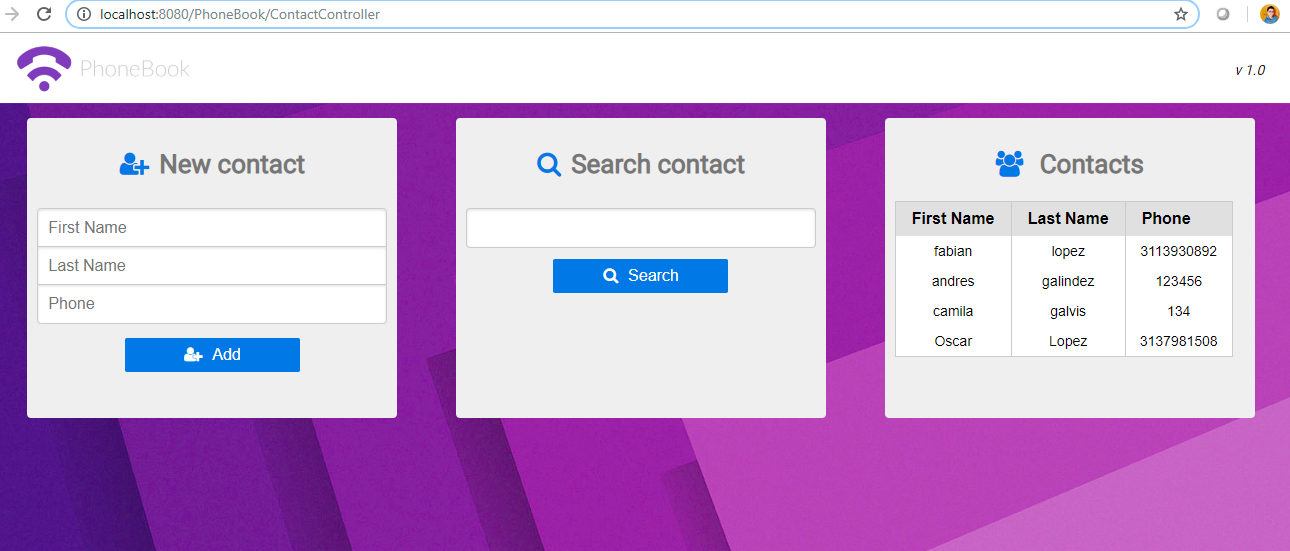 localhost:8080/PhoneBook/ContactController
PhoneBook
v 1.0
New contact
First Name
Last Name
Phone
Add
Search contact
Search
Contacts
First Name Last Name Phone
fabian lopez 3113930892
andres galindez 123456
camila galvis 134
Oscar Lopez 3137981508